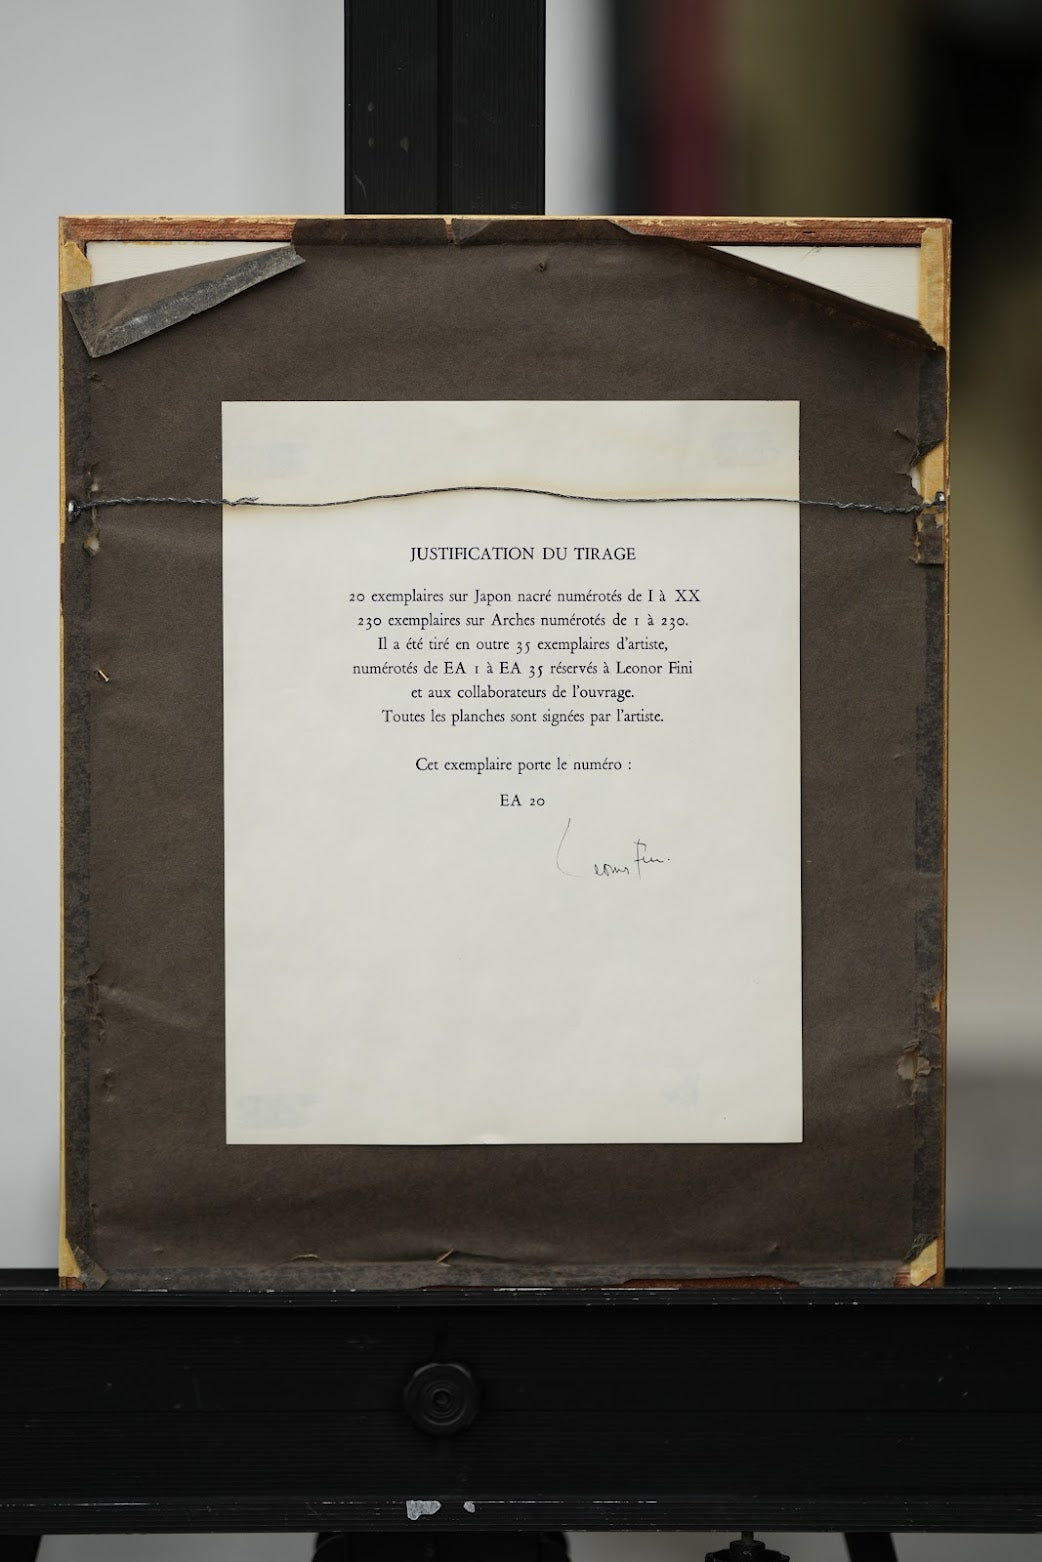 JUSTIFICATION DU TIRAGE
20 exemplaires sur Japon nacré numérotés de I à XX
230 exemplaires sur Arches numérotés de 1 à 230.
Il a été tiré en outre 35 exemplaires d'artiste,
numérotés de EA 1 à EA 35 réservés à Leonor Fini
et aux collaborateurs de l'ouvrage.
Toutes les planches sont signées par l'artiste.
Cet exemplaire porte le numéro :
EA 20
Leonor Fini.